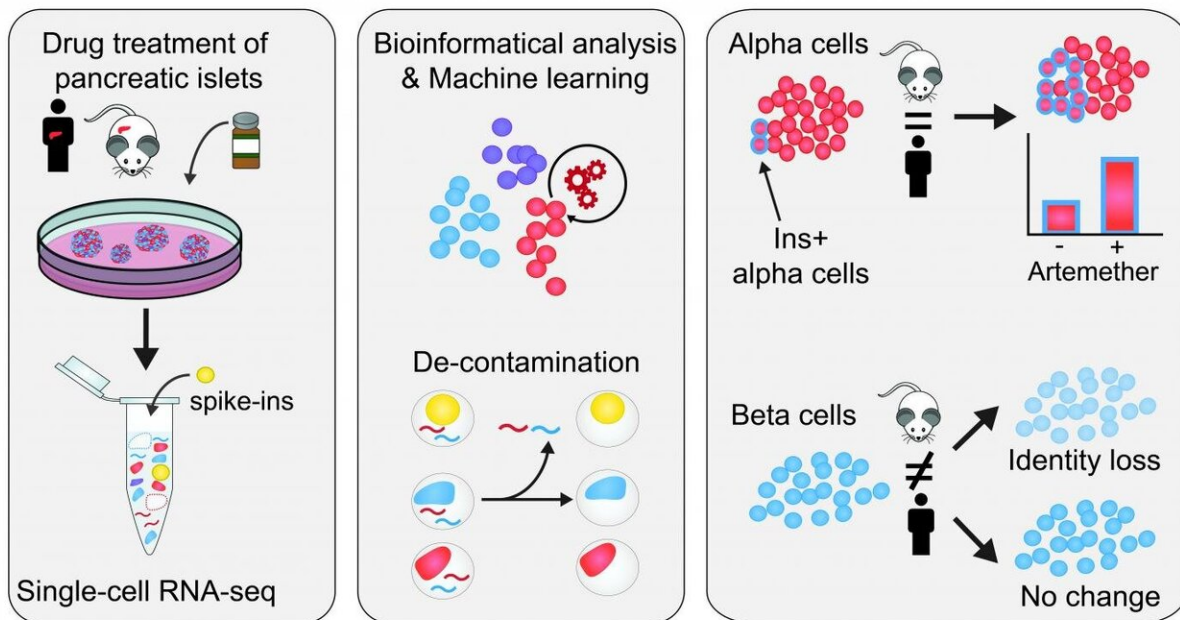 Drug treatment of
pancreatic islets
spike-ins
Single-cell RNA-seq
Bioinformatical analysis
& Machine learning
De-contamination
Alpha cells
=
Ins+
alpha cells
- +
Artemether
Beta cells
≠
Identity loss
No change